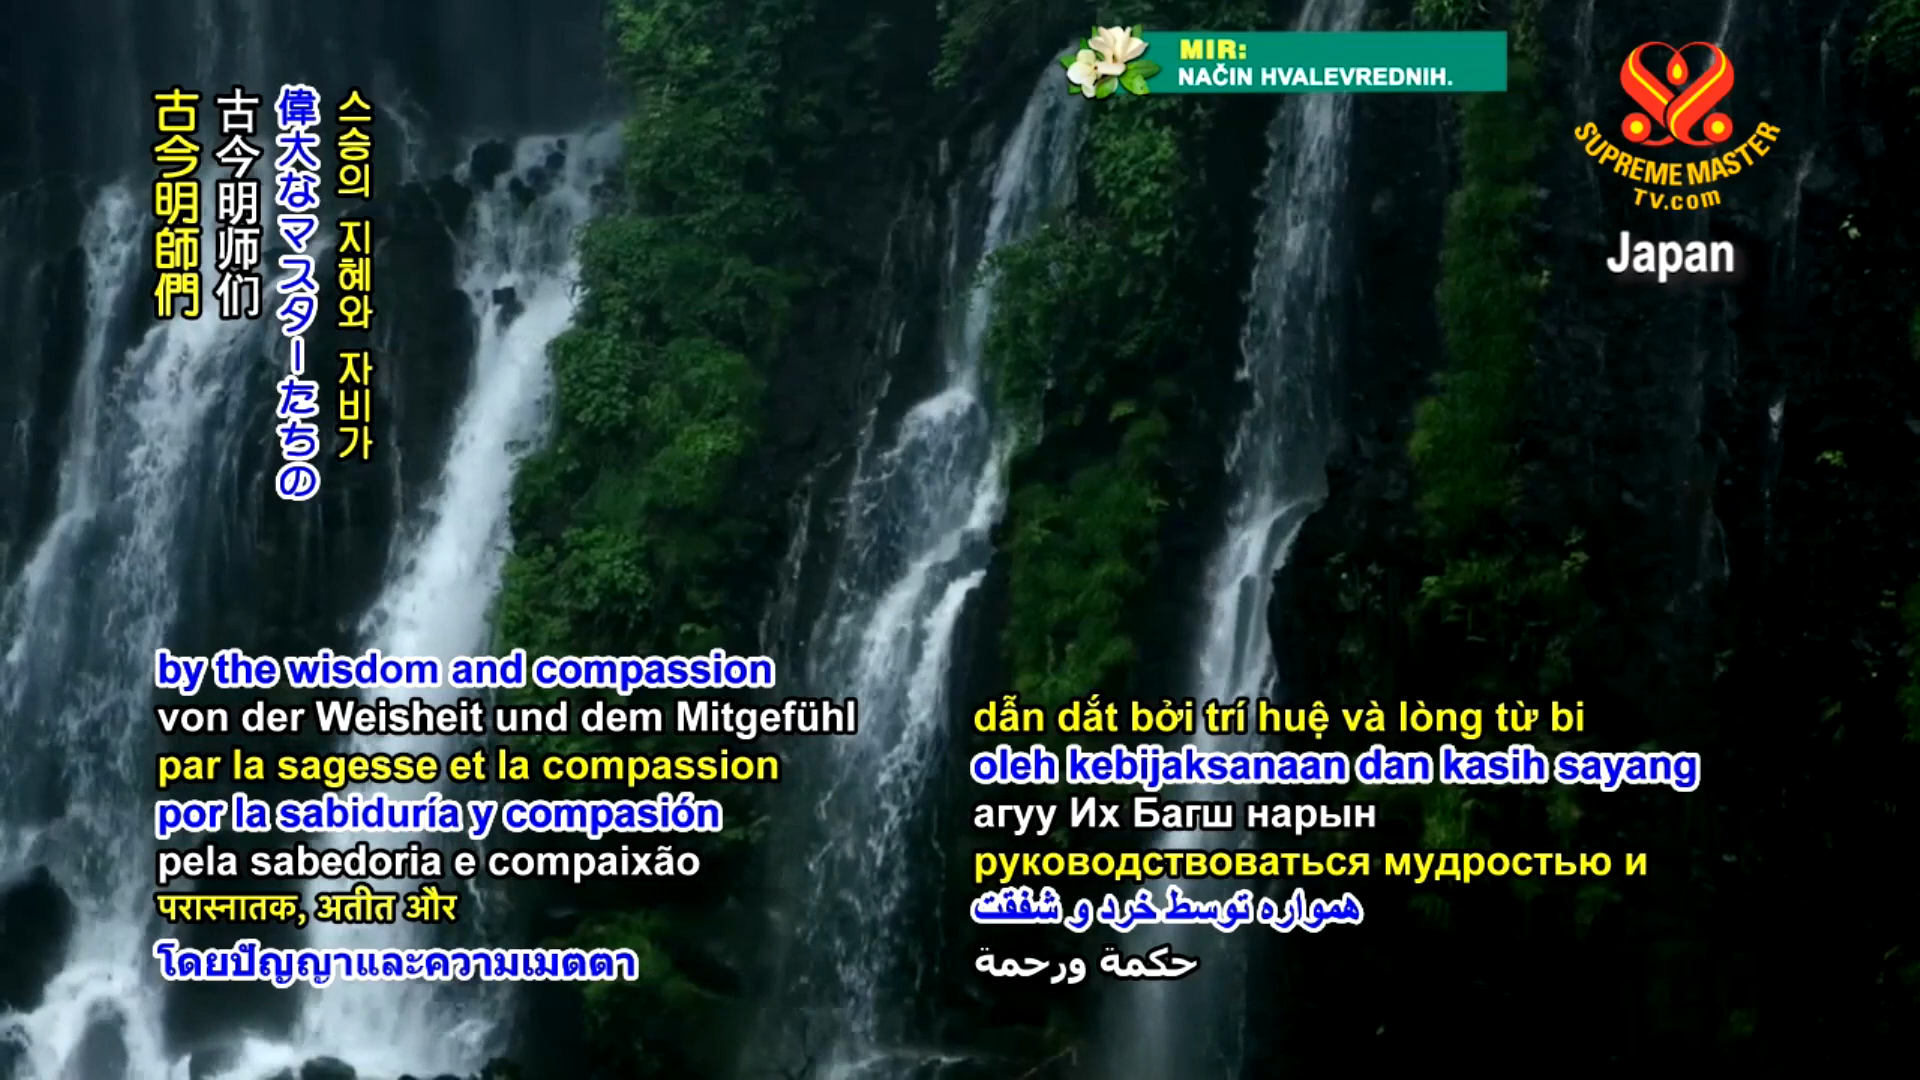 MIR:
NAČIN HVALEVREDNIH.
SUPREME MASTER
TV.com
Japan
古今明師們
古今明师们
偉大なマスターたちの
스승의 지혜와 자비가
by the wisdom and compassion
von der Weisheit und dem Mitgefühl
par la sagesse et la compassion
por la sabiduría y compasión
pela sabedoria e compaixão
परास्नातक, अतीत और
โดยปัญญาและความเมตตา
dẫn dắt bởi trí huệ và lòng từ bi
oleh kebijaksanaan dan kasih sayang
агуу Их Багш нарын
руководствоваться мудростью и
همواره توسط خرد و شفقت
حكمة ورحمة